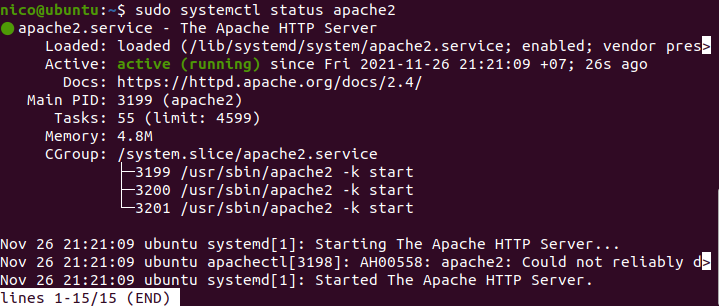 nico@ubuntu:~$ sudo systemctl status apache2
● apache2.service - The Apache HTTP Server
Loaded: loaded (/lib/systemd/system/apache2.service; enabled; vendor pres>
Active: active (running) since Fri 2021-11-26 21:21:09 +07; 26s ago
Docs: https://httpd.apache.org/docs/2.4/
Main PID: 3199 (apache2)
Tasks: 55 (limit: 4599)
Memory: 4.8M
CGroup: /system.slice/apache2.service
├─3199 /usr/sbin/apache2 -k start
├─3200 /usr/sbin/apache2 -k start
└─3201 /usr/sbin/apache2 -k start
Nov 26 21:21:09 ubuntu systemd[1]: Starting The Apache HTTP Server...
Nov 26 21:21:09 ubuntu apachectl[3198]: AH00558: apache2: Could not reliably d>
Nov 26 21:21:09 ubuntu systemd[1]: Started The Apache HTTP Server.
lines 1-15/15 (END)